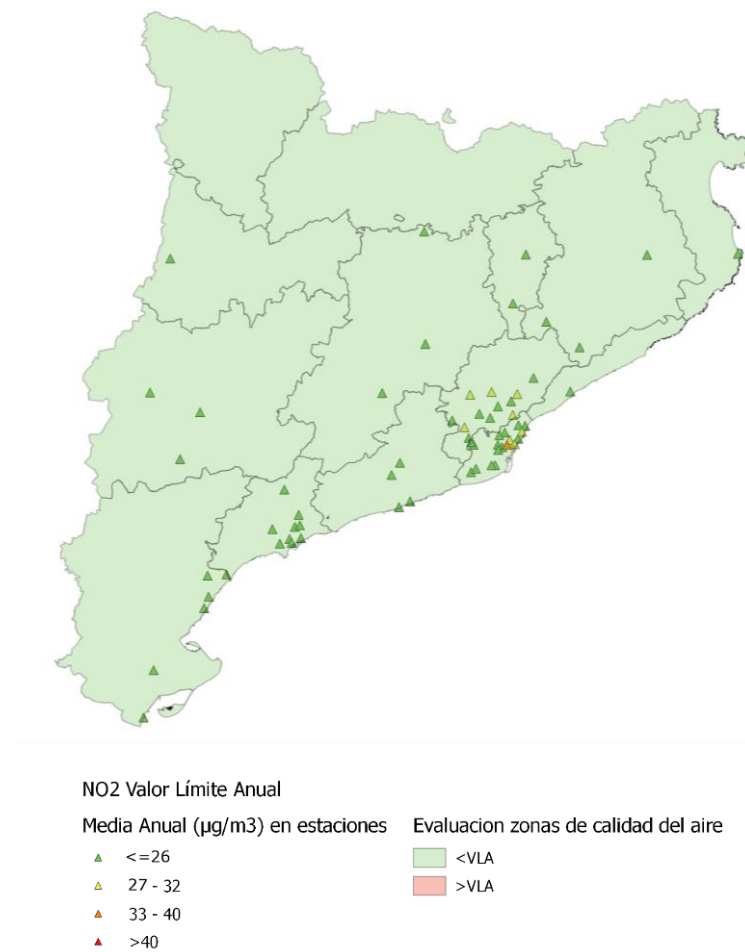 NO2 Valor Límite Anual
Media Anual (µg/m3) en estaciones
<=26
27 - 32
33 - 40
>40
Evaluacion zonas de calidad del aire
<VLA
>VLA